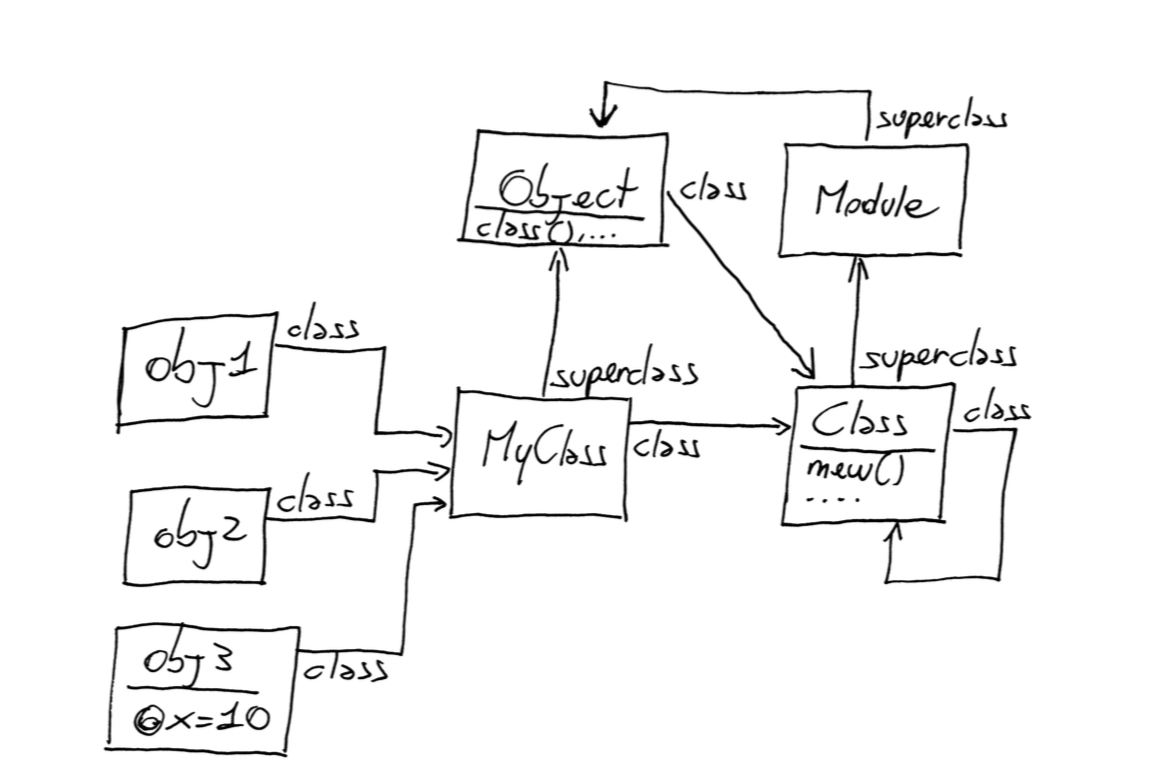 superclass
Object
class(),...
class
Module
class
obj1
superclass
superclass
MyClass
class
Class
new()
....
class
class
obj2
obj3
@x=10
class